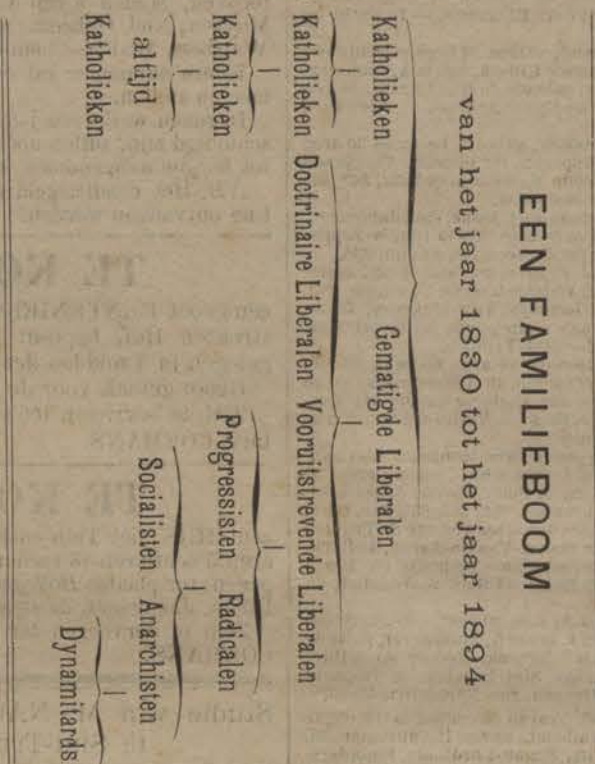 EEN FAMILIEBOOM
van het jaar 1830 tot het jaar 1894
Katholieken Gematigde Liberalen.
Katholieken Doctrinaire Liberalen Vooruitstrevende Liberalen
Katholieken Progressisten Radicalen
altijd Socialisten Anarchisten
Katholieken
Dynamitards